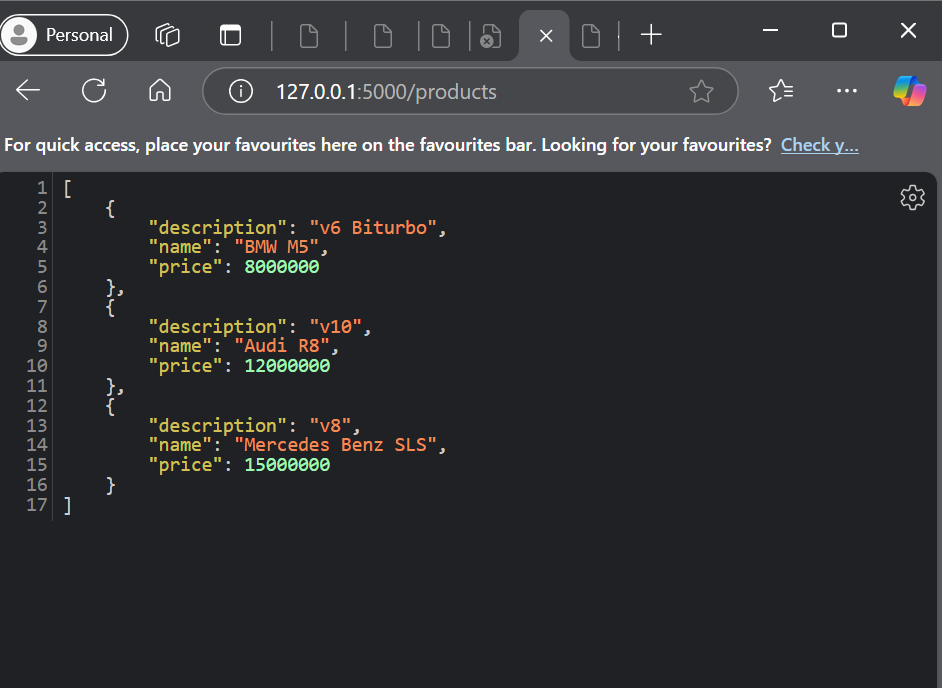 Personal
127.0.0.1:5000/products
For quick access, place your favourites here on the favourites bar. Looking for your favourites? Check y...
1 [
2     {
3         "description": "v6 Biturbo",
4         "name": "BMW M5",
5         "price": 8000000
6     },
7     {
8         "description": "v10",
9         "name": "Audi R8",
10         "price": 12000000
11     },
12     {
13         "description": "v8",
14         "name": "Mercedes Benz SLS",
15         "price": 15000000
16     }
17 ]